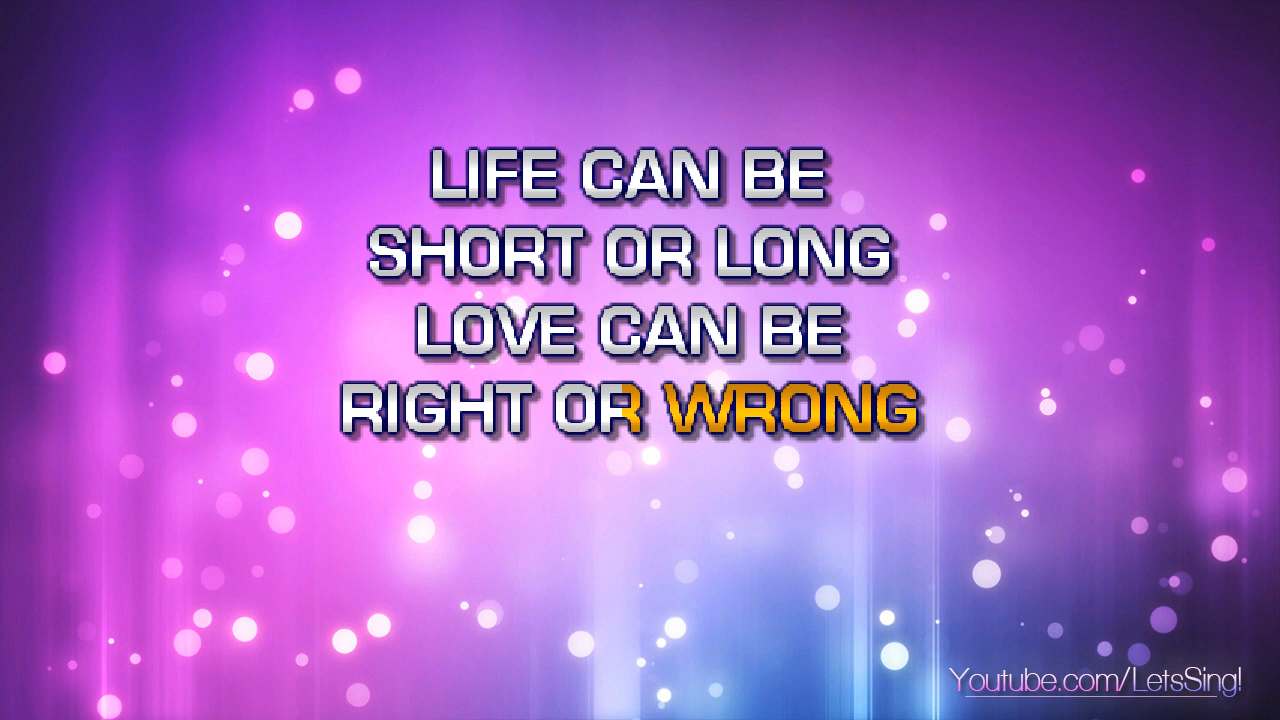 LIFE CAN BE
SHORT OR LONG
LOVE CAN BE
RIGHT OR WRONG
Youtube.com/LetsSing!